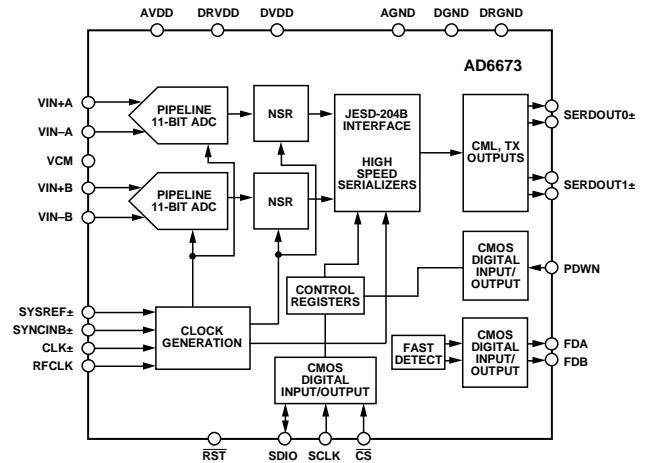 AVDD DRVDD DVDD AGND DGND DRGND
AD6673
VIN+A
VIN–A
VCM
VIN+B
VIN–B
PIPELINE
11-BIT ADC
NSR
PIPELINE
11-BIT ADC
NSR
JESD-204B
INTERFACE
HIGH
SPEED
SERIALIZERS
CML, TX
OUTPUTS
SERDOUT0±
SERDOUT1±
CMOS
DIGITAL
INPUT/
OUTPUT
PDWN
CONTROL
REGISTERS
SYSREF±
SYNCINB±
CLK±
RFCLK
CLOCK
GENERATION
FAST
DETECT
CMOS
DIGITAL
INPUT/
OUTPUT
FDA
FDB
CMOS
DIGITAL
INPUT/OUTPUT
RST SDIO SCLK CS